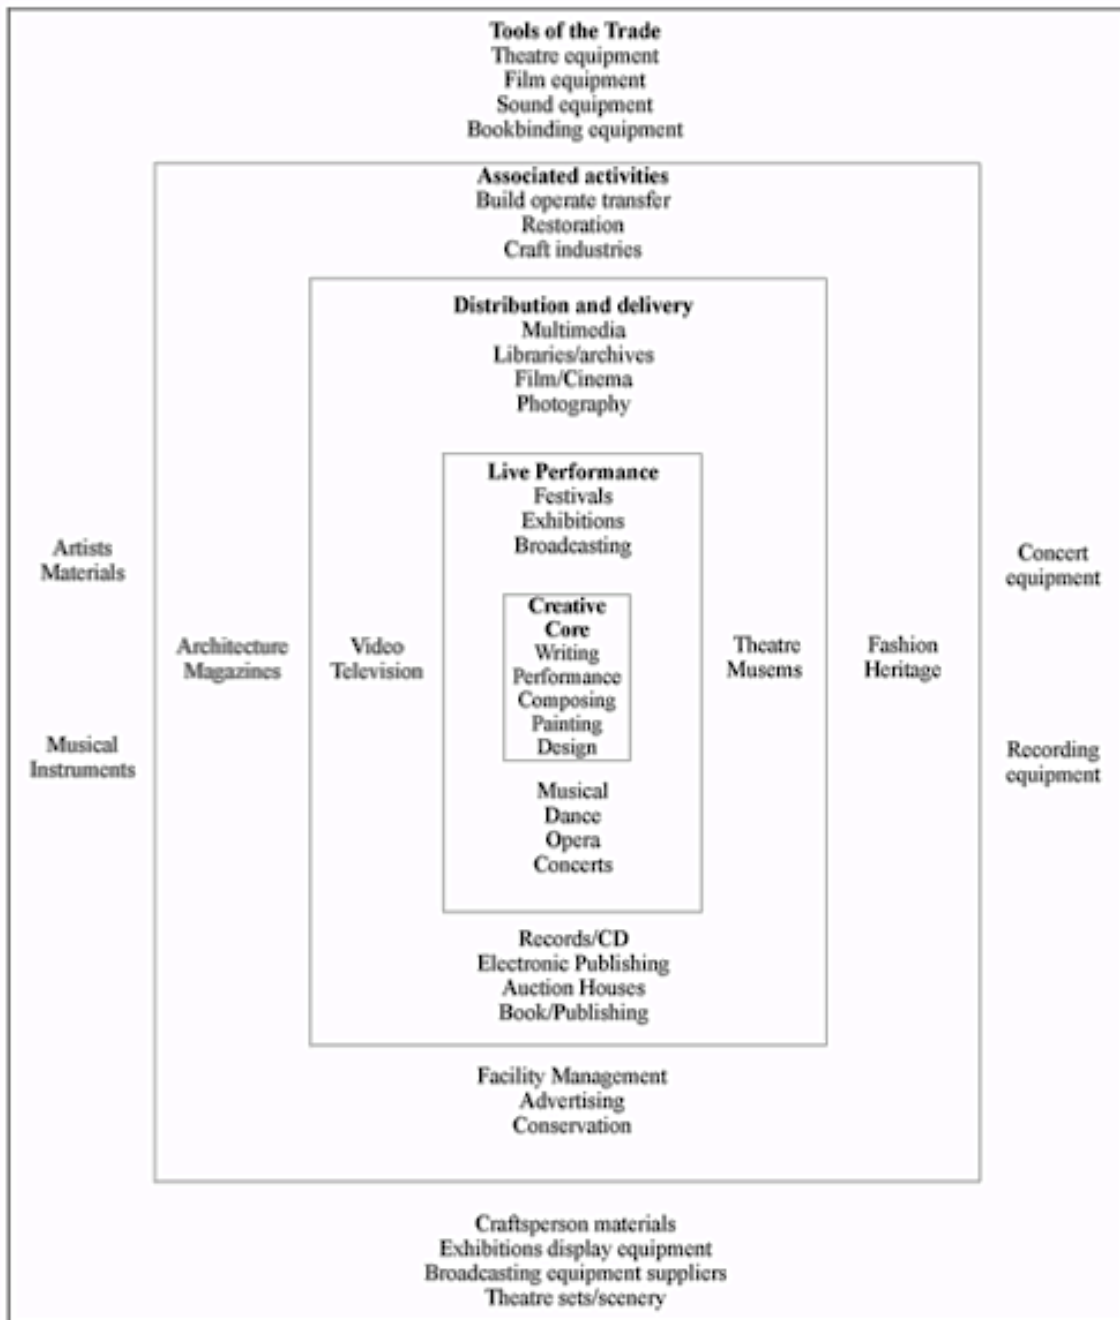 Tools of the Trade
Theatre equipment
Film equipment
Sound equipment
Bookbinding equipment
Associated activities
Build operate transfer
Restoration
Craft industries
Distribution and delivery
Multimedia
Libraries/archives
Film/Cinema
Photography
Live Performance
Festivals
Exhibitions
Broadcasting
Artists
Materials
Concert
equipment
Creative
Core
Writing
Performance
Composing
Painting
Design
Architecture
Magazines
Video
Television
Theatre
Musems
Fashion
Heritage
Musical
Instruments
Recording
equipment
Musical
Dance
Opera
Concerts
Records/CD
Electronic Publishing
Auction Houses
Book/Publishing
Facility Management
Advertising
Conservation
Craftsperson materials
Exhibitions display equipment
Broadcasting equipment suppliers
Theatre sets/scenery